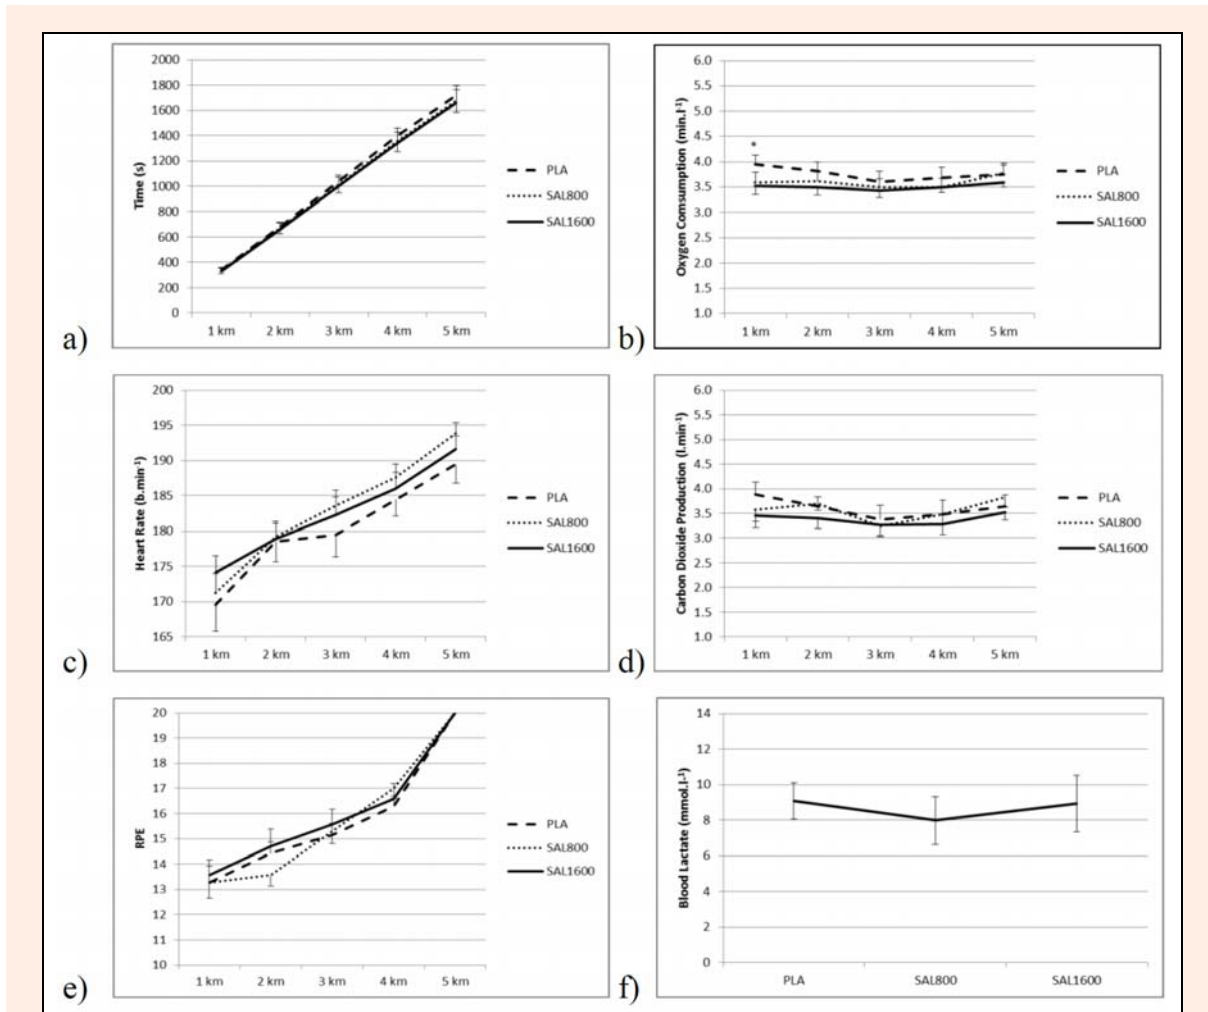 2000
1800
1600
1400
1200
1000
800
600
400
200
0
Time (s)
1 km 2 km 3 km 4 km 5 km
PLA
SAL800
SAL1600
a)
6.0
5.5
5.0
4.5
4.0
3.5
3.0
2.5
2.0
1.5
1.0
Oxygen Comsumption (min.l-1)
*
1 km 2 km 3 km 4 km 5 km
PLA
SAL800
SAL1600
b)
200
195
190
185
180
175
170
165
Heart Rate (b.min-1)
1 km 2 km 3 km 4 km 5 km
PLA
SAL800
SAL1600
c)
6.0
5.5
5.0
4.5
4.0
3.5
3.0
2.5
2.0
1.5
1.0
Carbon Dioxide Production (l.min-1)
1 km 2 km 3 km 4 km 5 km
PLA
SAL800
SAL1600
d)
20
19
18
17
16
15
14
13
12
11
10
RPE
1 km 2 km 3 km 4 km 5 km
PLA
SAL800
SAL1600
e)
14
12
10
8
6
4
2
0
Blood Lactate (mmol.l-1)
PLA SAL800 SAL1600
f)